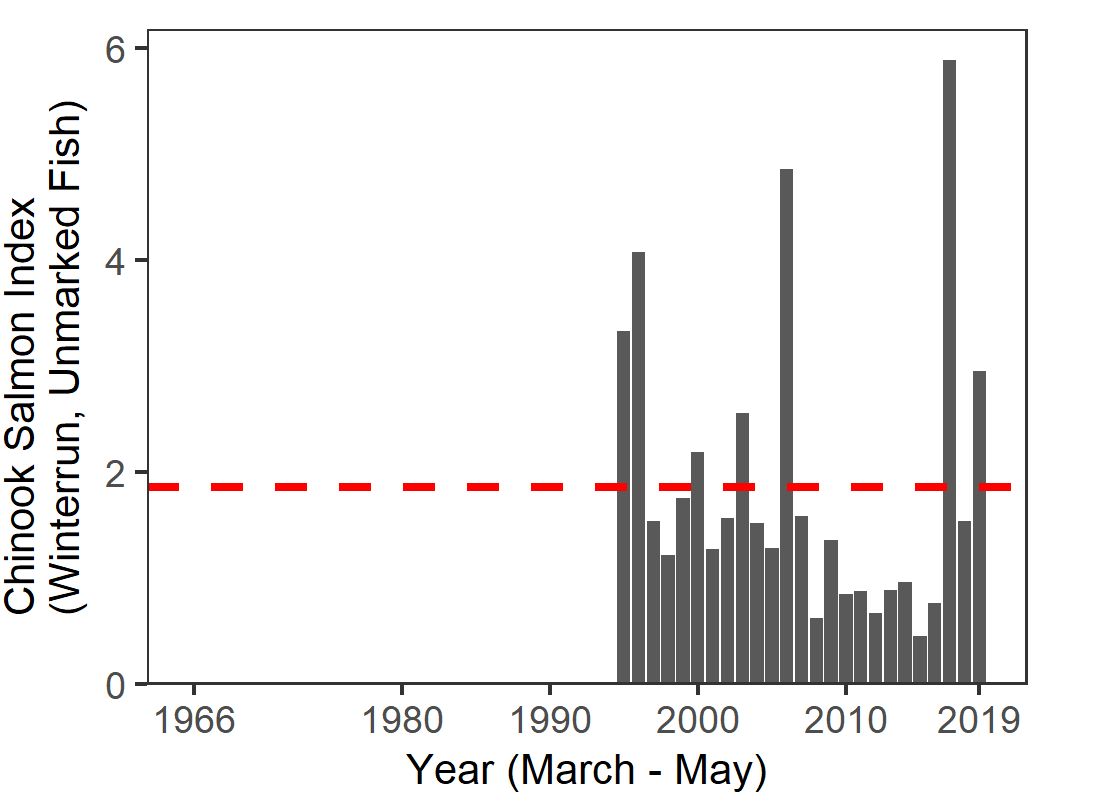 Chinook Salmon Index
(Winterrun, Unmarked Fish)
6
4
2
0
1966 1980 1990 2000 2010 2019
Year (March - May)